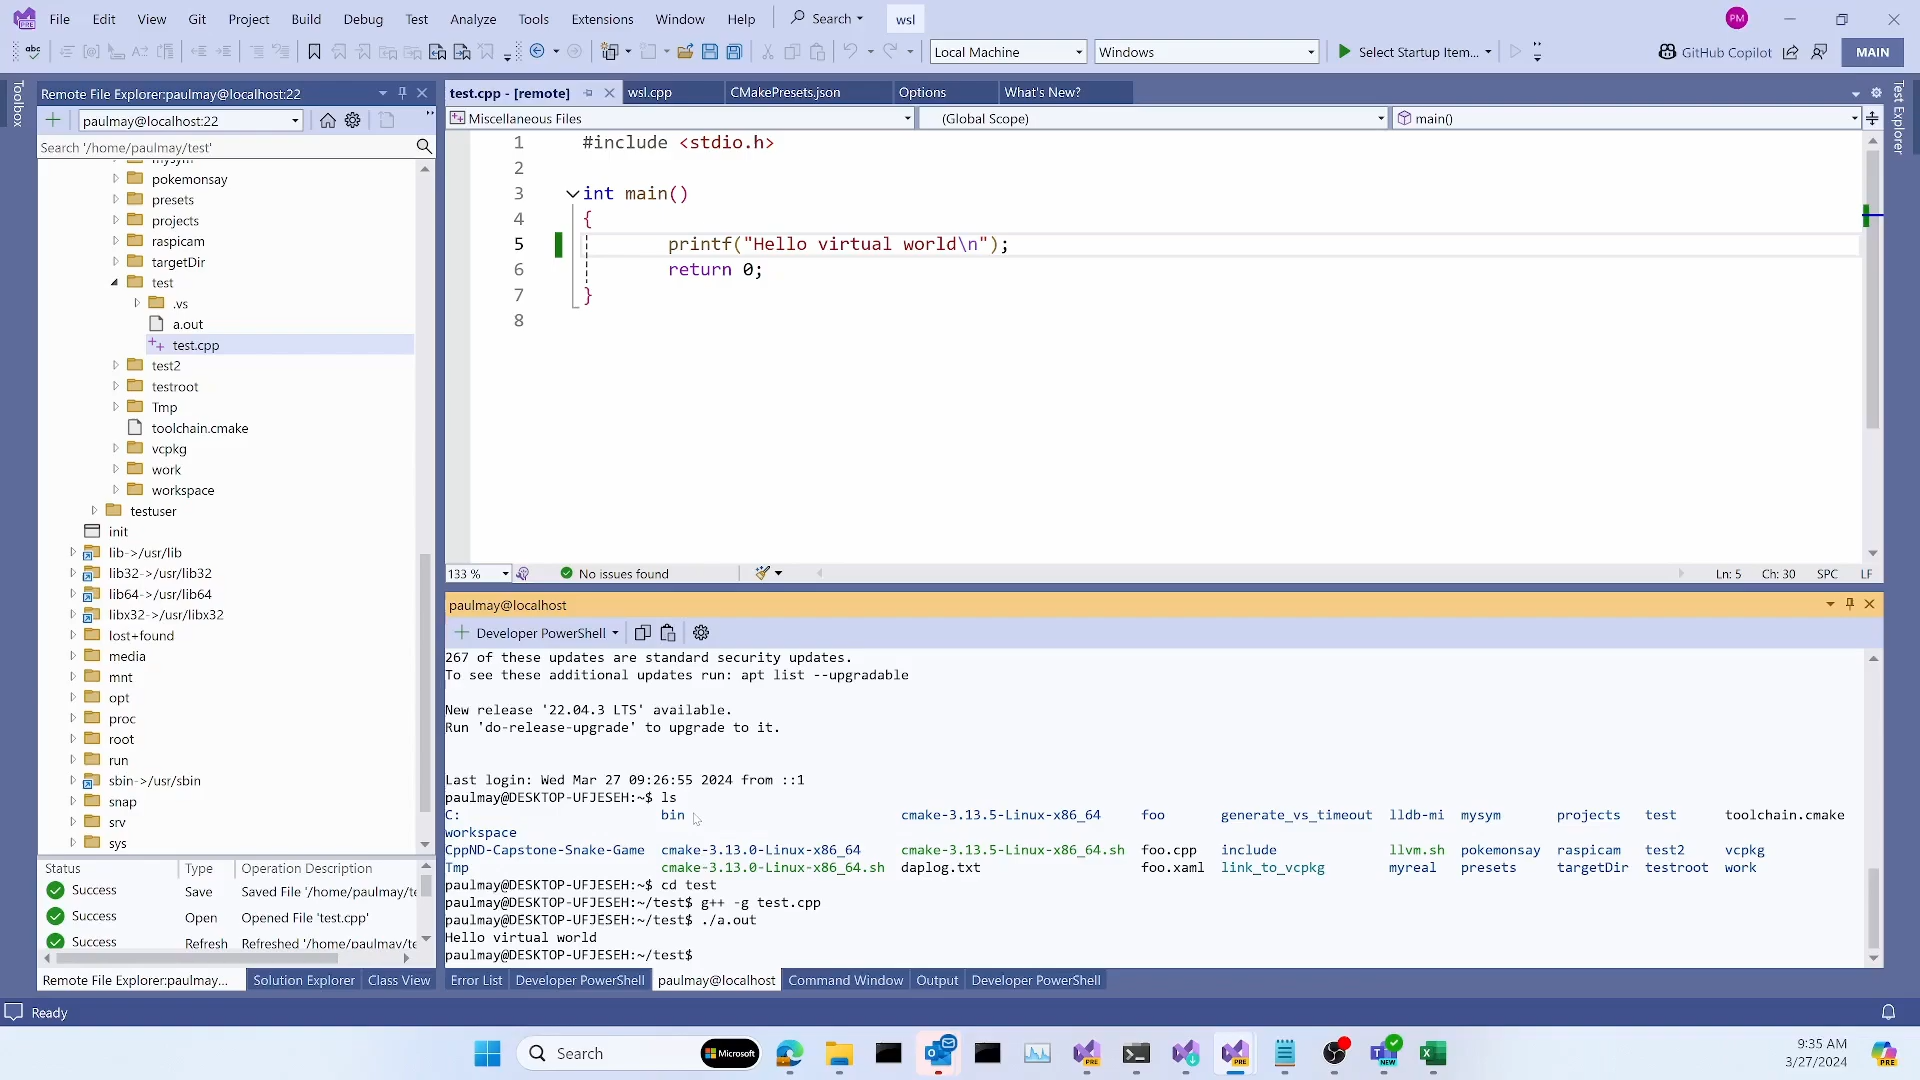 File Edit View Git Project Build Debug Test Analyze Tools Extensions Window Help Search wsl PM
abc Local Machine Windows Select Startup Item... GitHub Copilot MAIN
Toolbox
Remote File Explorer:paulmay@localhost:22
paulmay@localhost:22
Search '/home/paulmay/test'
mysym
pokemonsay
presets
projects
raspicam
targetDir
test
.vs
a.out
test.cpp
test2
testroot
Tmp
toolchain.cmake
vcpkg
work
workspace
testuser
init
lib->/usr/lib
lib32->/usr/lib32
lib64->/usr/lib64
libx32->/usr/libx32
lost+found
media
mnt
opt
proc
root
run
sbin->/usr/sbin
snap
srv
sys
Status Type Operation Description
Success Save Saved File '/home/paulmay/te
Success Open Opened File 'test.cpp'
Success Refresh Refreshed '/home/paulmay/te
Remote File Explorer:paulmay... Solution Explorer Class View
test.cpp - [remote] wsl.cpp CMakePresets.json Options What's New?
Miscellaneous Files (Global Scope) main()
Test Explorer
1 #include <stdio.h>
2
3 int main()
4 {
5 printf("Hello virtual world\n");
6 return 0;
7 }
8
133 % No issues found Ln: 5 Ch: 30 SPC LF
paulmay@localhost
Developer PowerShell
267 of these updates are standard security updates.
To see these additional updates run: apt list --upgradable
New release '22.04.3 LTS' available.
Run 'do-release-upgrade' to upgrade to it.
Last login: Wed Mar 27 09:26:55 2024 from ::1
paulmay@DESKTOP-UFJESEH:~$ ls
C: bin cmake-3.13.5-Linux-x86_64 foo generate_vs_timeout lldb-mi mysym projects test toolchain.cmake
workspace
CppND-Capstone-Snake-Game cmake-3.13.0-Linux-x86_64 cmake-3.13.5-Linux-x86_64.sh foo.cpp include llvm.sh pokemonsay raspicam test2 vcpkg
Tmp cmake-3.13.0-Linux-x86_64.sh daplog.txt foo.xaml link_to_vcpkg myreal presets targetDir testroot work
paulmay@DESKTOP-UFJESEH:~$ cd test
paulmay@DESKTOP-UFJESEH:~/test$ g++ -g test.cpp
paulmay@DESKTOP-UFJESEH:~/test$ ./a.out
Hello virtual world
paulmay@DESKTOP-UFJESEH:~/test$
Error List Developer PowerShell paulmay@localhost Command Window Output Developer PowerShell
Ready
Search Microsoft PRE PRE NEW PRE
9:35 AM
3/27/2024